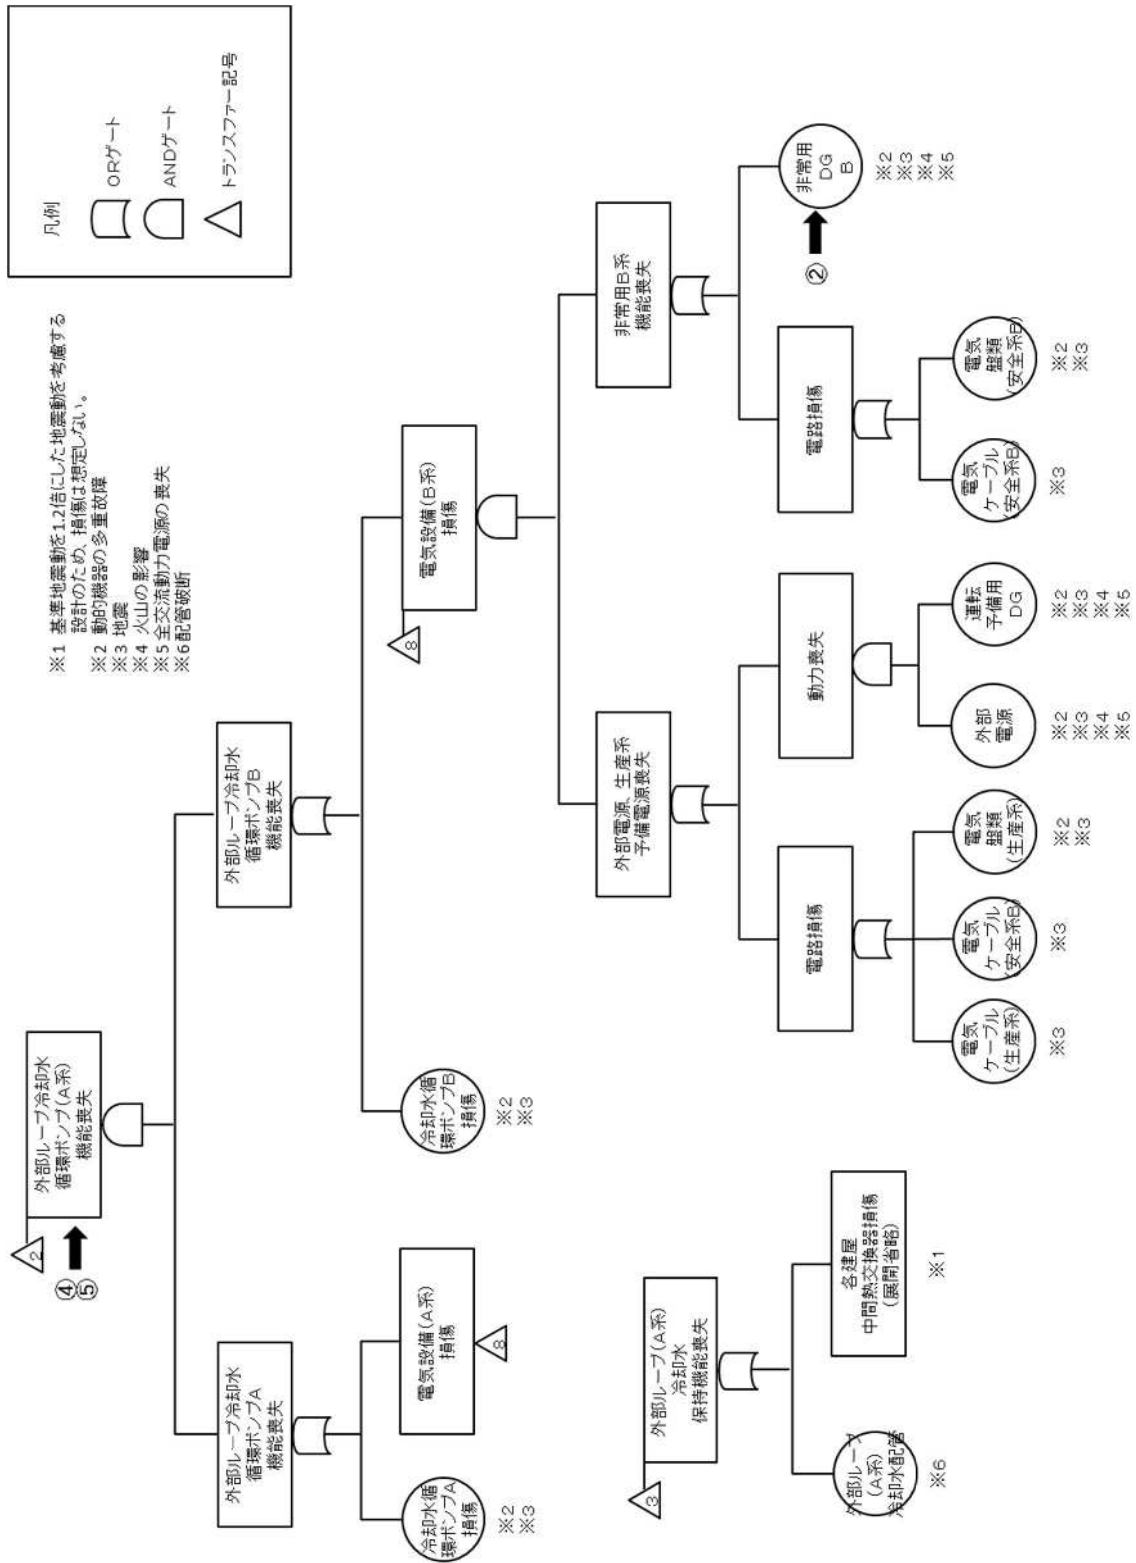 凡例
ORゲート
ANDゲート
トランスファー記号
※1 基準地震動を1.2倍にした地震動を考慮する
設計のため、損傷は想定しない。
※2 動的機器の多重故障
※3 地震
※4 火山の影響
※5 全交流動力電源の喪失
※6 配管破断
2
④
⑤
外部ループ冷却水
循環ポンプ(A系)
機能喪失
外部ループ冷却水
循環ポンプA
機能喪失
外部ループ冷却水
循環ポンプB
機能喪失
冷却水循
環ポンプA
損傷
※2
※3
電気設備(A系)
損傷
8
冷却水循
環ポンプB
損傷
※2
※3
8
電気設備(B系)
損傷
外部電源、生産系
予備電源喪失
非常用B系
機能喪失
電路損傷
動力喪失
電路損傷
②
非常用
DG
B
※2
※3
※4
※5
電気
ケーブル
(生産系)
※3
電気
ケーブル
(安全系B)
※3
電気
盤類
(生産系)
※2
※3
外部
電源
※2
※3
※4
※5
運転
予備用
DG
※2
※3
※4
※5
電気
ケーブル
(安全系B)
※3
電気
盤類
(安全系B)
※2
※3
3
外部ループ(A系)
冷却水
保持機能喪失
外部ループ
(A系)
冷却水配管
※6
各建屋
中間熱交換器損傷
(展開省略)
※1